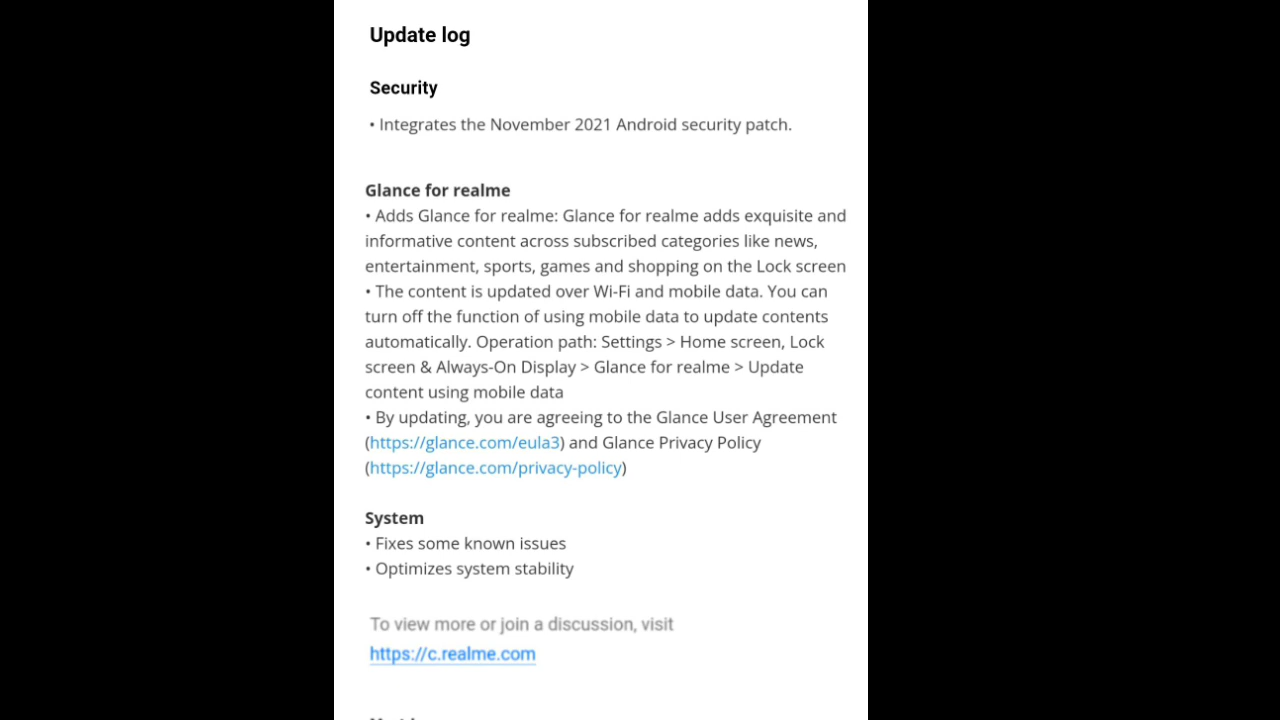 Update log
Security
• Integrates the November 2021 Android security patch.
Glance for realme
• Adds Glance for realme: Glance for realme adds exquisite and
informative content across subscribed categories like news,
entertainment, sports, games and shopping on the Lock screen
• The content is updated over Wi-Fi and mobile data. You can
turn off the function of using mobile data to update contents
automatically. Operation path: Settings > Home screen, Lock
screen & Always-On Display > Glance for realme > Update
content using mobile data
• By updating, you are agreeing to the Glance User Agreement
(https://glance.com/eula3) and Glance Privacy Policy
(https://glance.com/privacy-policy)
System
• Fixes some known issues
• Optimizes system stability
To view more or join a discussion, visit
https://c.realme.com